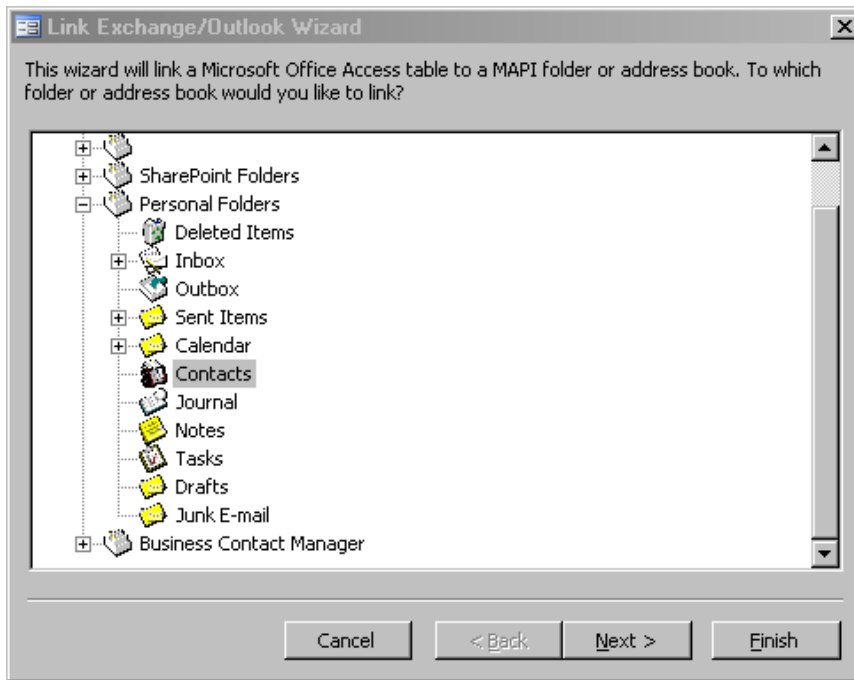 Link Exchange/Outlook Wizard
This wizard will link a Microsoft Office Access table to a MAPI folder or address book. To which
folder or address book would you like to link?
SharePoint Folders
Personal Folders
Deleted Items
Inbox
Outbox
Sent Items
Calendar
Contacts
Journal
Notes
Tasks
Drafts
Junk E-mail
Business Contact Manager
Cancel < Back Next > Finish